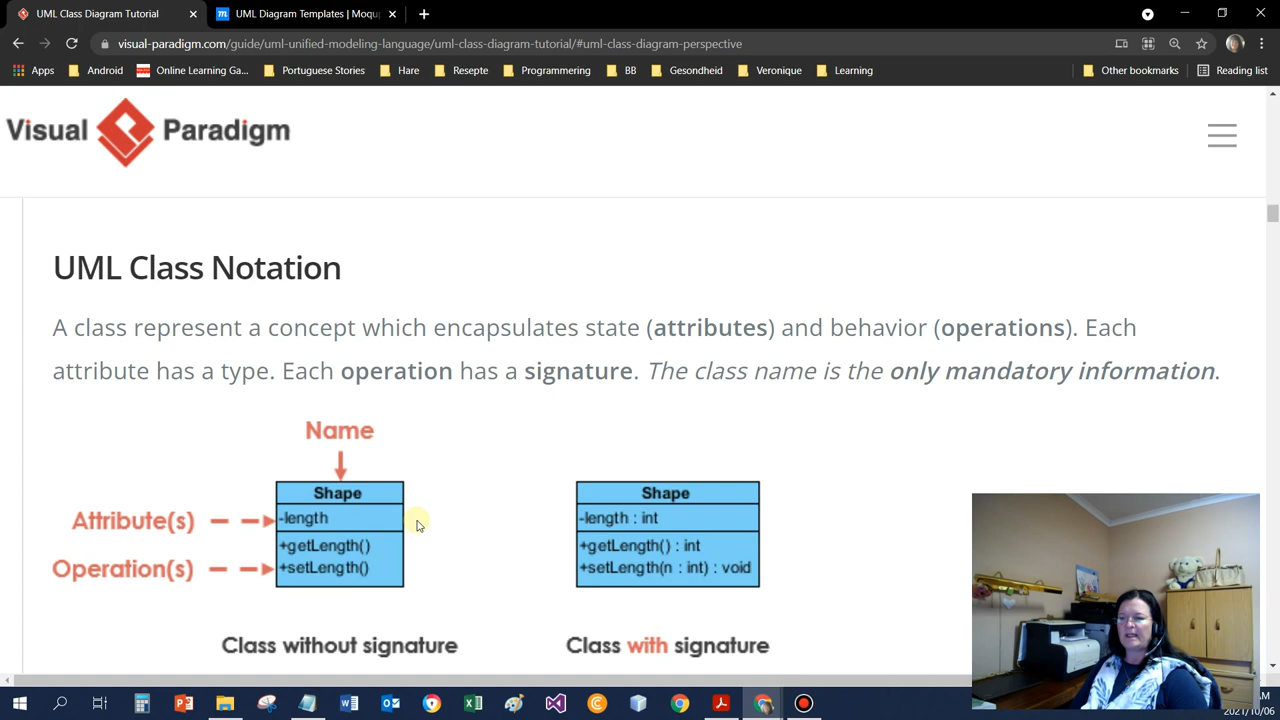 UML Class Diagram Tutorial
UML Diagram Templates | Moqu
visual-paradigm.com/guide/uml-unified-modeling-language/uml-class-diagram-tutorial/#uml-class-diagram-perspective
Apps Android Online Learning Ga... Portuguese Stories Hare Resepte Programming BB Gesondheid Veronique Learning Other bookmarks Reading list
Visual Paradigm
UML Class Notation
A class represent a concept which encapsulates state (attributes) and behavior (operations). Each
attribute has a type. Each operation has a signature. The class name is the only mandatory information.
Name
Shape
Attribute(s)
-length
+getLength()
Operation(s)
+setLength()
Class without signature
Shape
-length : int
+getLength() : int
+setLength(n : int) : void
Class with signature
AM
2021/10/06